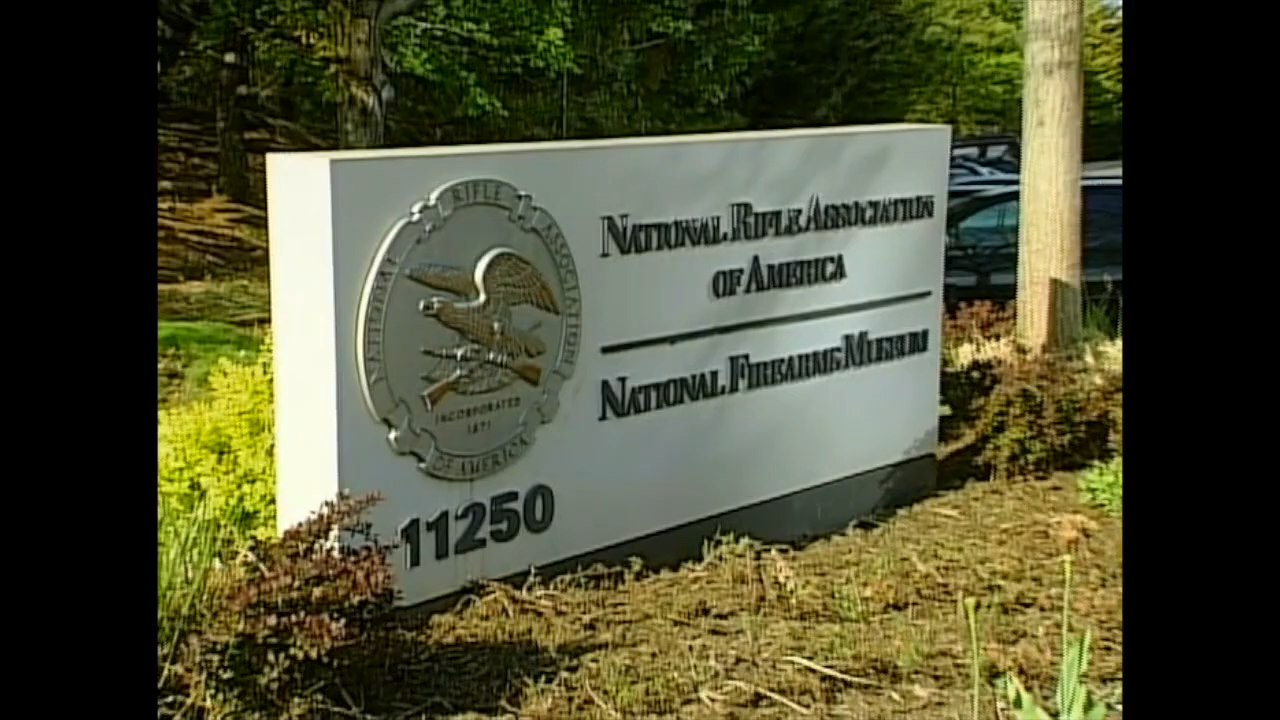 NATIONAL RIFLE ASSOCIATION
OF AMERICA
NATIONAL FIREARMS MUSEUM
NATIONAL RIFLE ASSOCIATION
INCORPORATED
1871
OF AMERICA
11250